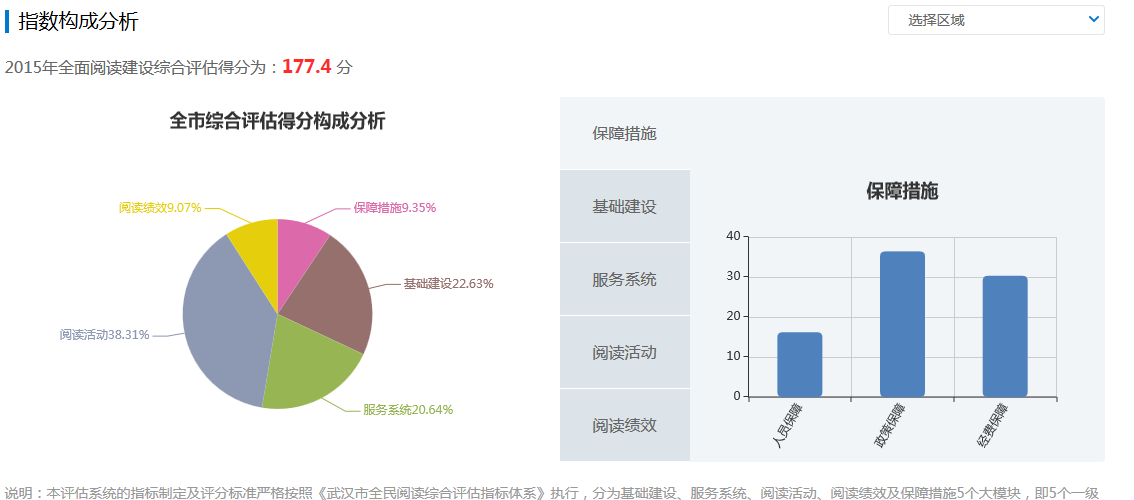 指数构成分析
选择区域
2015年全面阅读建设综合评估得分为：177.4 分
全市综合评估得分构成分析
阅读绩效9.07%
保障措施9.35%
基础建设22.63%
阅读活动38.31%
服务系统20.64%
保障措施
基础建设
服务系统
阅读活动
阅读绩效
保障措施
40
30
20
10
0
人员保障
政策保障
经费保障
说明：本评估系统的指标制定及评分标准严格按照《武汉市全民阅读综合评估指标体系》执行，分为基础建设、服务系统、阅读活动、阅读绩效及保障措施5个大模块，即5个一级